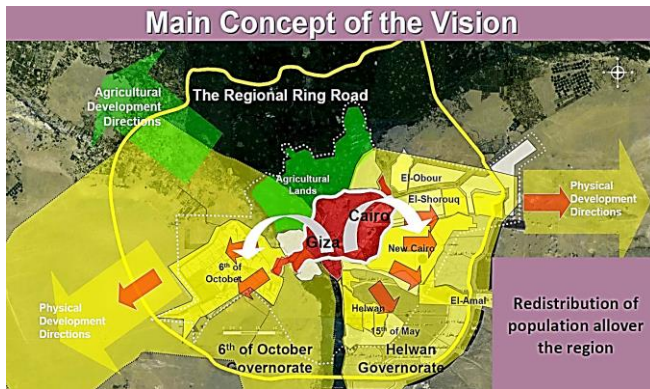 Main Concept of the Vision
Agricultural
Development
Directions
The Regional Ring Road
Agricultural
Lands
El-Obour
El-Shorouq
Physical
Development
Directions
Cairo
Giza
New Cairo
6th of
October
Helwan
El-Amal
15th of May
Physical
Development
Directions
6th of October
Governorate
Helwan
Governorate
Redistribution of
population allover
the region